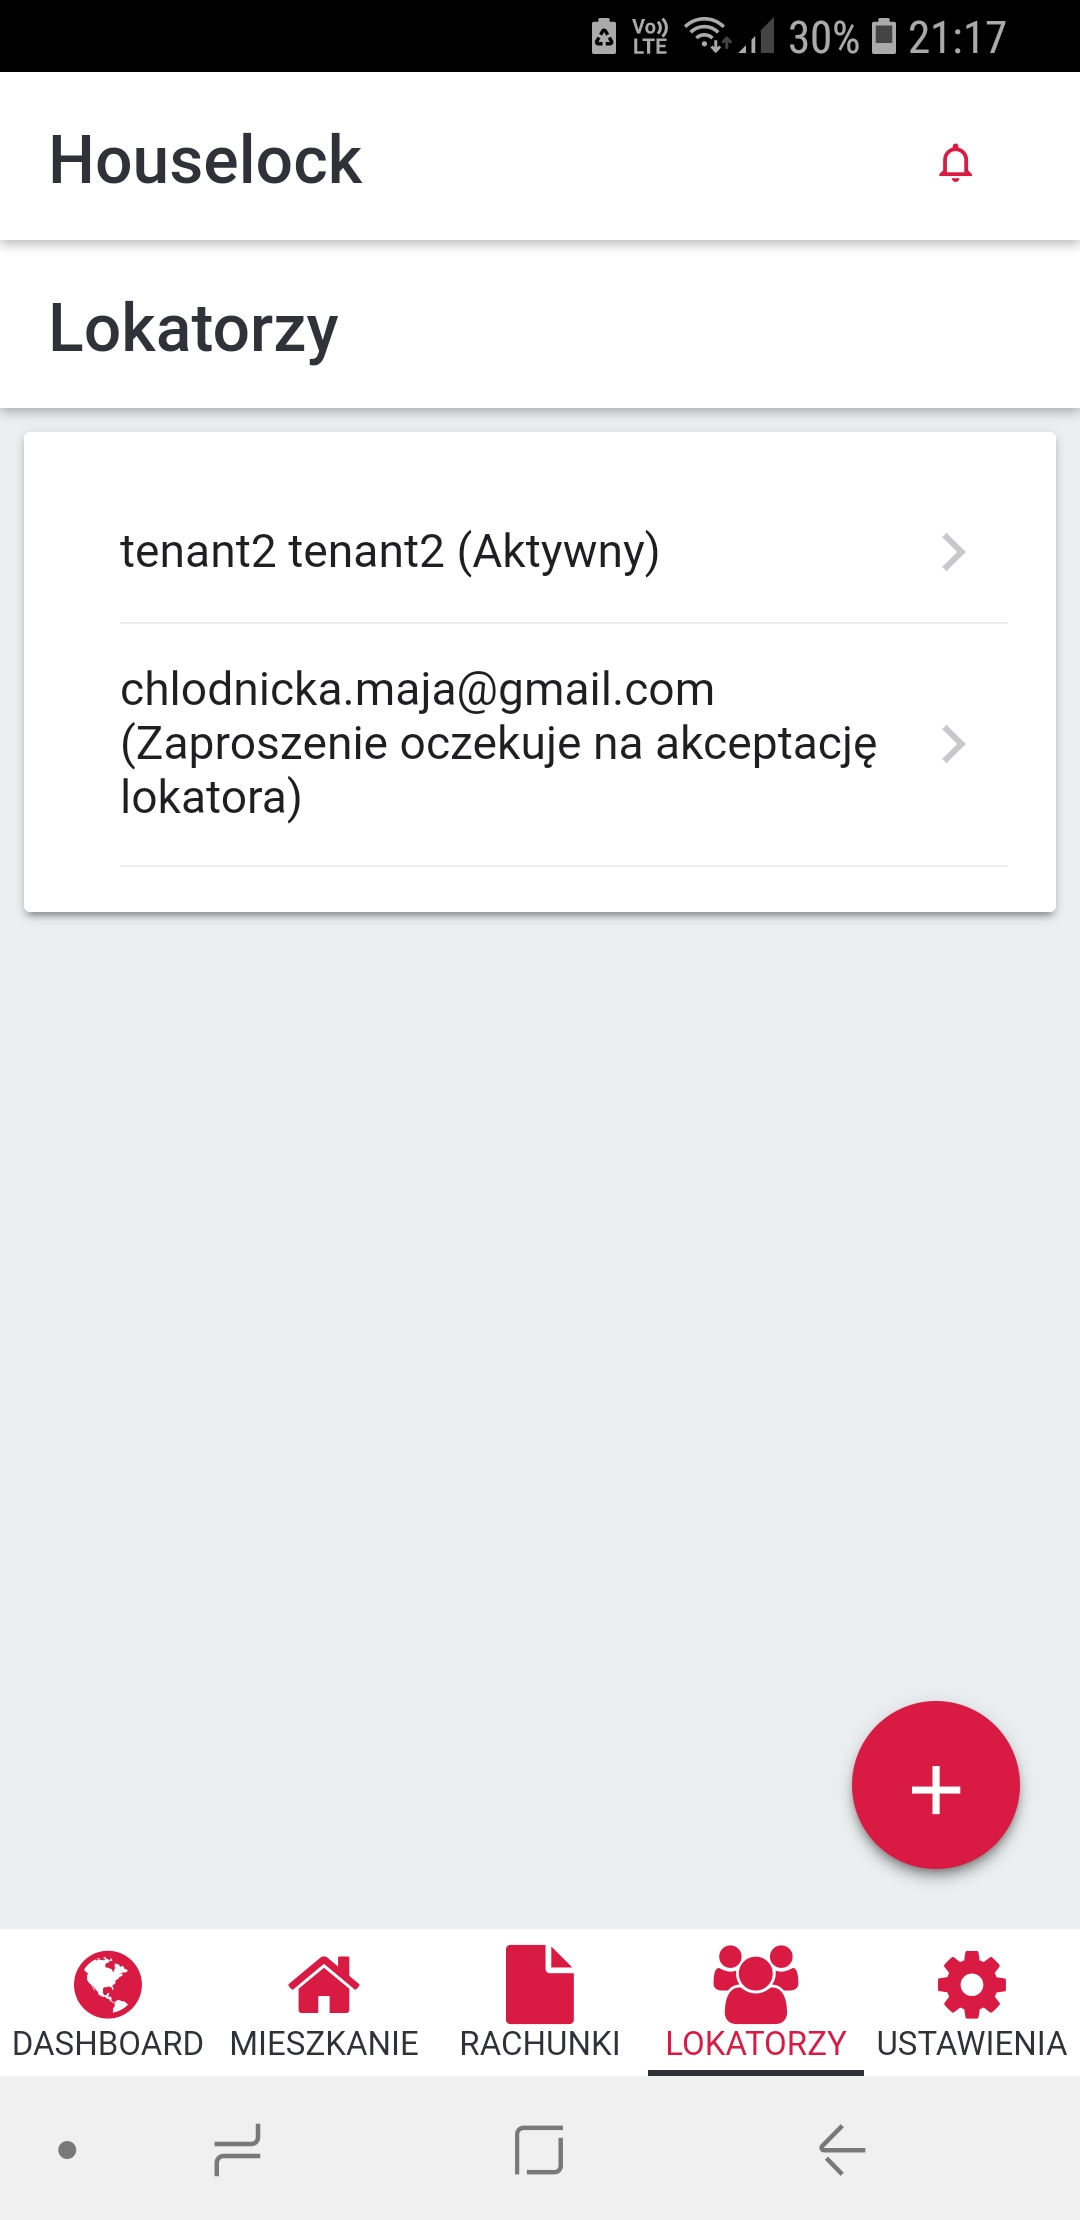 Vo)) LTE 30% 21:17
Houselock
Lokatorzy
tenant2 tenant2 (Aktywny)
chlodnicka.maja@gmail.com
(Zaproszenie oczekuje na akceptację
lokatora)
DASHBOARD MIESZKANIE RACHUNKI LOKATORZY USTAWIENIA